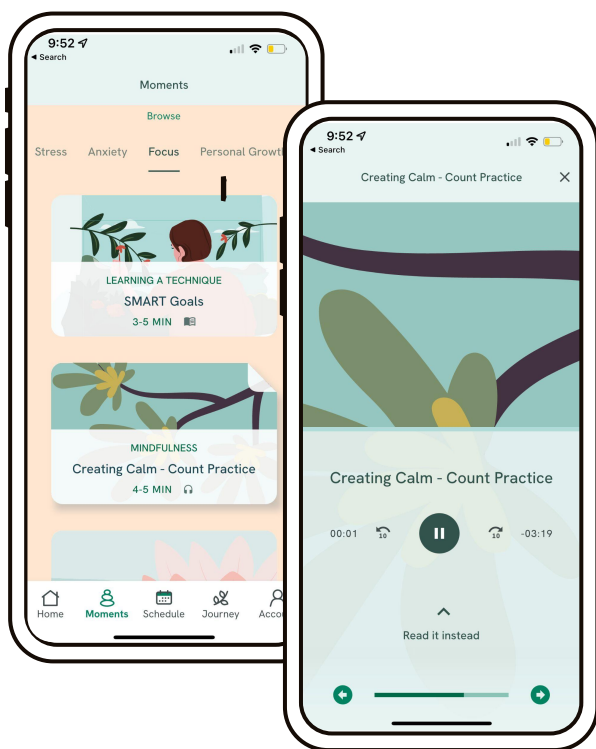 9:52
Search
Moments
Browse
Stress Anxiety Focus Personal Growth
LEARNING A TECHNIQUE
SMART Goals
3-5 MIN
MINDFULNESS
Creating Calm - Count Practice
4-5 MIN
Home Moments Schedule Journey Accou
9:52
Search
Creating Calm - Count Practice
Creating Calm - Count Practice
00:01 10 10 -03:19
Read it instead